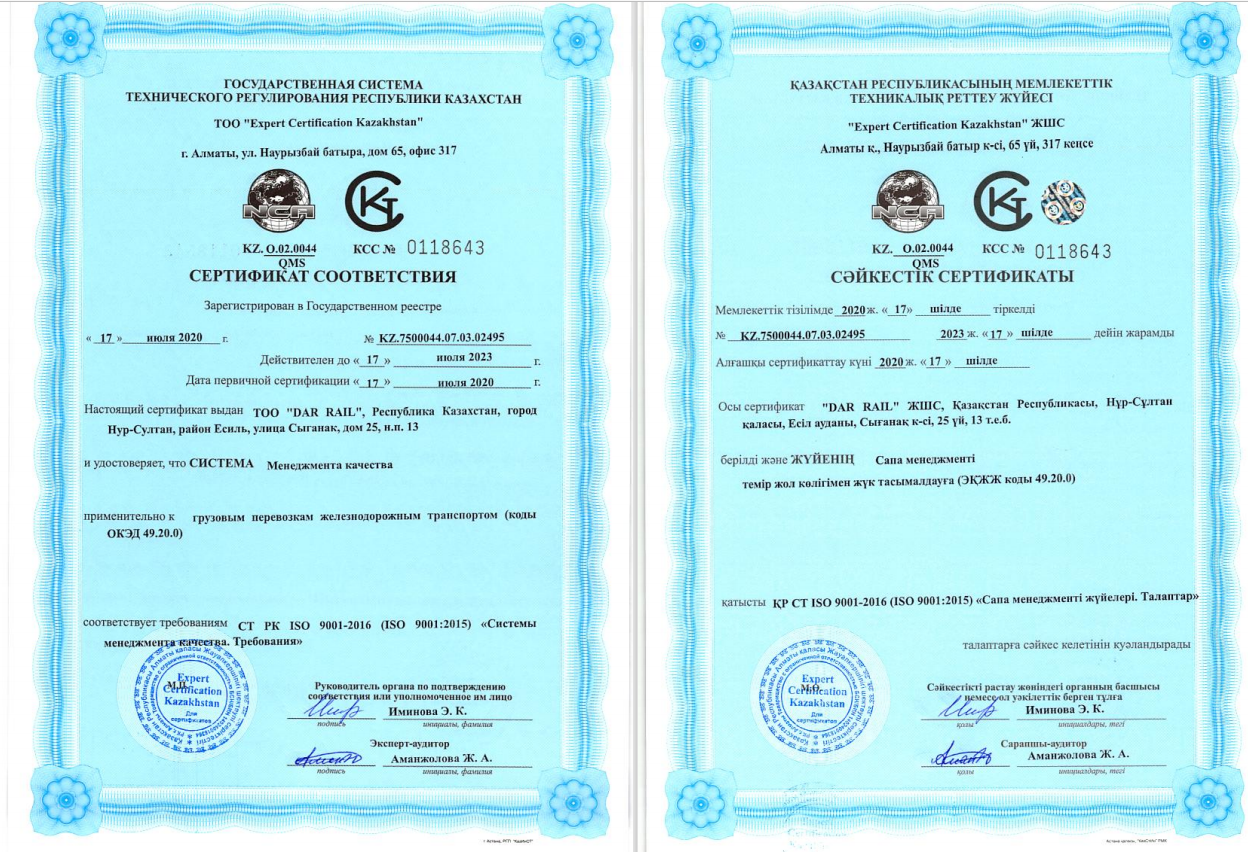 ГОСУДАРСТВЕННАЯ СИСТЕМА
ТЕХНИЧЕСКОГО РЕГУЛИРОВАНИЯ РЕСПУБЛИКИ КАЗАХСТАН
ТОО "Expert Certification Kazakhstan"
г. Алматы, ул. Наурызбай батыра, дом 65, офис 317
NCA
KZ. O.02.0044
QMS
КСС № 0118643
СЕРТИФИКАТ СООТВЕТСТВИЯ
Зарегистрирован в Государственном реестре
« 17 » июля 2020 г. № KZ.7500044.07.03.02495
Действителен до « 17 » июля 2023 г.
Дата первичной сертификации « 17 » июля 2020 г.
Настоящий сертификат выдан ТОО "DAR RAIL", Республика Казахстан, город
Нур-Султан, район Есиль, улица Сыганак, дом 25, н.п. 13
и удостоверяет, что СИСТЕМА Менеджмента качества
применительно к грузовым перевозкам железнодорожным транспортом (коды
ОКЭД 49.20.0)
соответствует требованиям СТ РК ISO 9001-2016 (ISO 9001:2015) «Системы
менеджмента качества. Требования»
Expert
Certification
Kazakhstan
Для
сертификатов
М.П.
Руководитель органа по подтверждению
соответствия или уполномоченное им лицо
Иминова Э. К.
подпись инициалы, фамилия
Эксперт-аудитор
Аманжолова Ж. А.
подпись инициалы, фамилия
ҚАЗАҚСТАН РЕСПУБЛИКАСЫНЫҢ МЕМЛЕКЕТТІК
ТЕХНИКАЛЫҚ РЕТТЕУ ЖҮЙЕСІ
"Expert Certification Kazakhstan" ЖШС
Алматы қ., Наурызбай батыр к-сі, 65 үй, 317 кеңсе
NCA
KZ. O.02.0044
QMS
КСС № 0118643
СӘЙКЕСТІК СЕРТИФИКАТЫ
Мемлекеттік тізілімде 2020 ж. « 17» шілде тіркелді
№ KZ.7500044.07.03.02495 2023 ж. « 17 » шілде дейін жарамды
Алғашқы сертификаттау күні 2020 ж. « 17 » шілде
Осы сертификат "DAR RAIL" ЖШС, Қазақстан Республикасы, Нұр-Сұлтан
қаласы, Есіл ауданы, Сығанақ к-сі, 25 үй, 13 т.е.б.
берілді және ЖҮЙЕНІҢ Сапа менеджменті
темір жол көлігімен жүк тасымалдауға (ЭҚЖЖ коды 49.20.0)
қатысты ҚР СТ ISO 9001-2016 (ISO 9001:2015) «Сапа менеджменті жүйелері. Талаптар»
талаптарға сәйкес келетінін куәландырады
Expert
Certification
Kazakhstan
Для
сертификатов
М.О.
Сәйкестікті растау жөніндегі органның басшысы
немесе ол уәкілеттік берген тұлға
Иминова Э. К.
қолы инициалдары, тегі
Сарапшы-аудитор
Аманжолова Ж. А.
қолы инициалдары, тегі